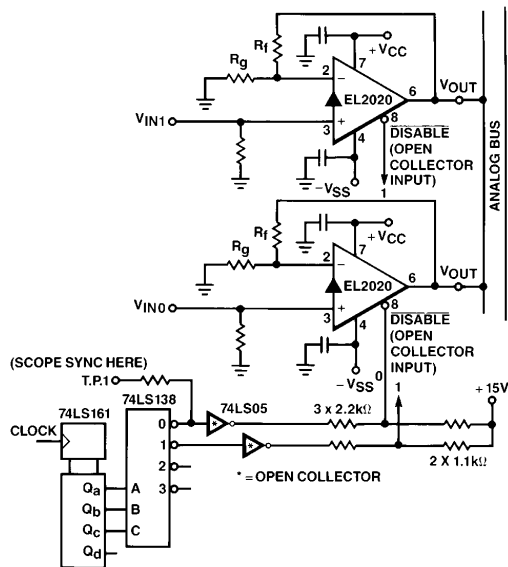 Rf
+VCC
7
Rg
2
−
6
VOUT
EL2020
VIN1
3
+
8
4
DISABLE
(OPEN
COLLECTOR
INPUT)
−VSS
1
ANALOG BUS
Rf
+VCC
7
Rg
2
−
6
VOUT
EL2020
VIN0
3
+
8
4
DISABLE
(OPEN
COLLECTOR
INPUT)
−VSS
0
(SCOPE SYNC HERE)
T.P.1
1
+15V
74LS161
74LS138
0
*
74LS05
3 x 2.2kΩ
CLOCK
1
*
2 X 1.1kΩ
2
* = OPEN COLLECTOR
Qa
A
3
Qb
B
Qc
C
Qd